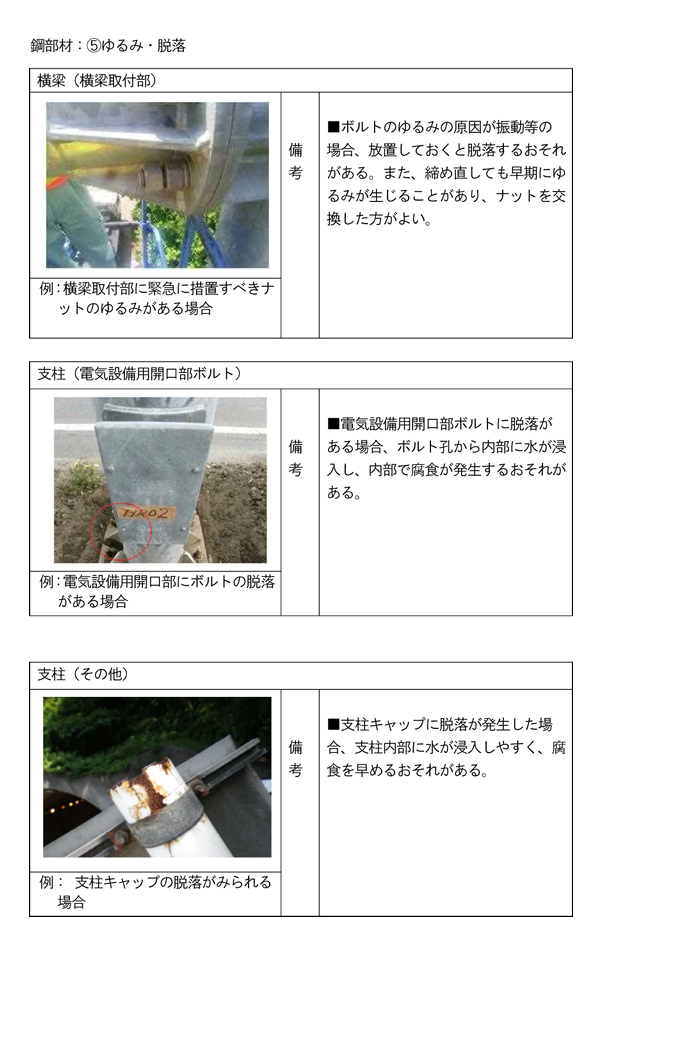 鋼部材：⑤ゆるみ・脱落
横梁（横梁取付部）
備
考
■ボルトのゆるみの原因が振動等の
場合、放置しておくと脱落するおそれ
がある。また、締め直しても早期にゆ
るみが生じることがあり、ナットを交
換した方がよい。
例：横梁取付部に緊急に措置すべきナ
ットのゆるみがある場合
支柱（電気設備用開口部ボルト）
備
考
■電気設備用開口部ボルトに脱落が
ある場合、ボルト孔から内部に水が浸
入し、内部で腐食が発生するおそれが
ある。
例：電気設備用開口部にボルトの脱落
がある場合
支柱（その他）
備
考
■支柱キャップに脱落が発生した場
合、支柱内部に水が浸入しやすく、腐
食を早めるおそれがある。
例： 支柱キャップの脱落がみられる
場合